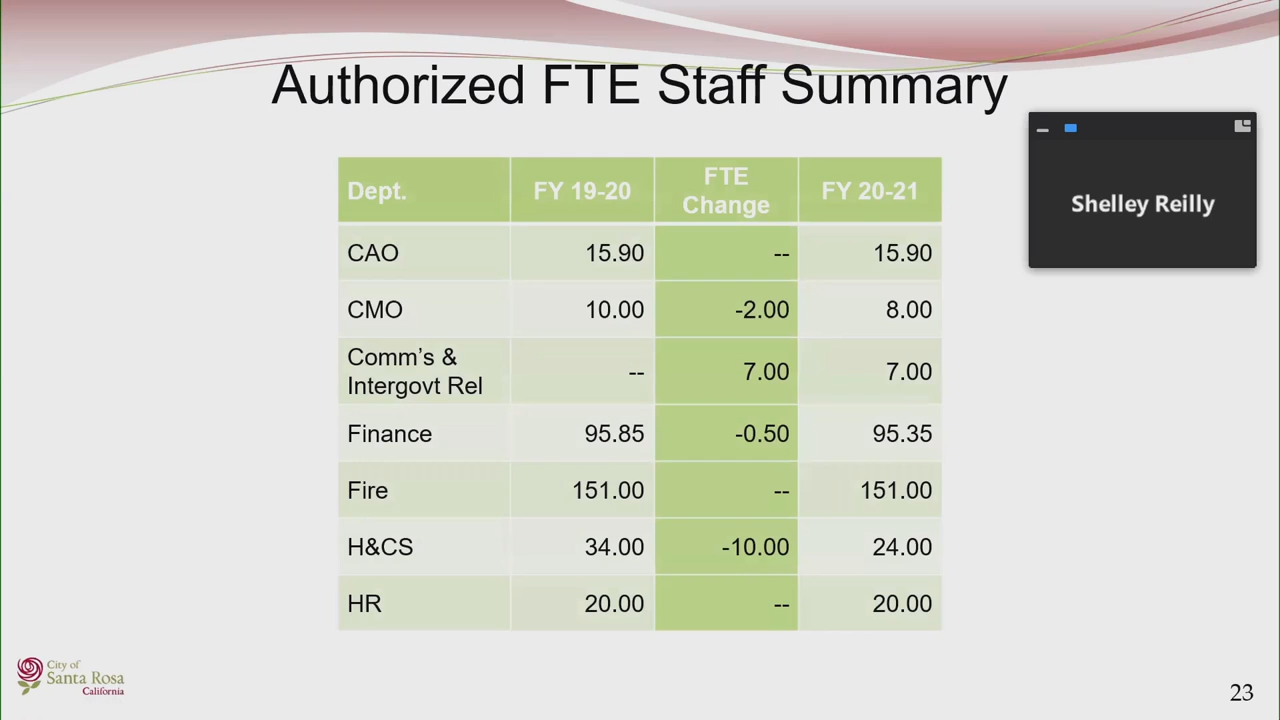 Authorized FTE Staff Summary
Shelley Reilly
Dept. FY 19-20 FTE Change FY 20-21
CAO 15.90 -- 15.90
CMO 10.00 -2.00 8.00
Comm's & Intergovt Rel -- 7.00 7.00
Finance 95.85 -0.50 95.35
Fire 151.00 -- 151.00
H&CS 34.00 -10.00 24.00
HR 20.00 -- 20.00
City of
Santa Rosa
California
23